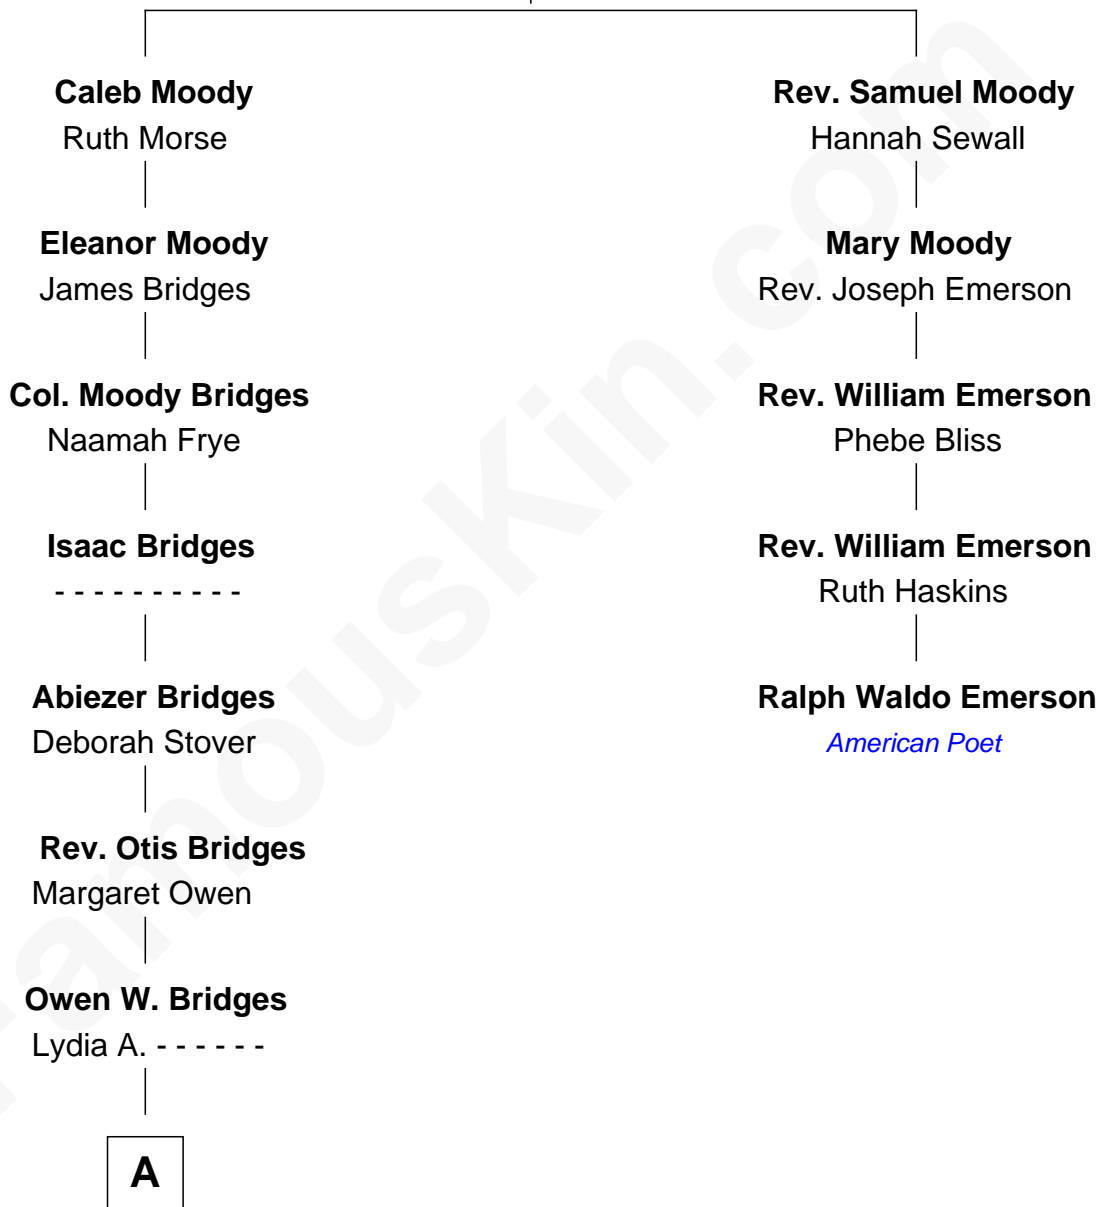 Caleb Moody
Ruth Morse
Eleanor Moody
James Bridges
Col. Moody Bridges
Naamah Frye
Isaac Bridges
- - - - - - - - - -
Abiezer Bridges
Deborah Stover
Rev. Otis Bridges
Margaret Owen
Owen W. Bridges
Lydia A. - - - - - -
A
Rev. Samuel Moody
Hannah Sewall
Mary Moody
Rev. Joseph Emerson
Rev. William Emerson
Phebe Bliss
Rev. William Emerson
Ruth Haskins
Ralph Waldo Emerson
American Poet
FamousKin.com